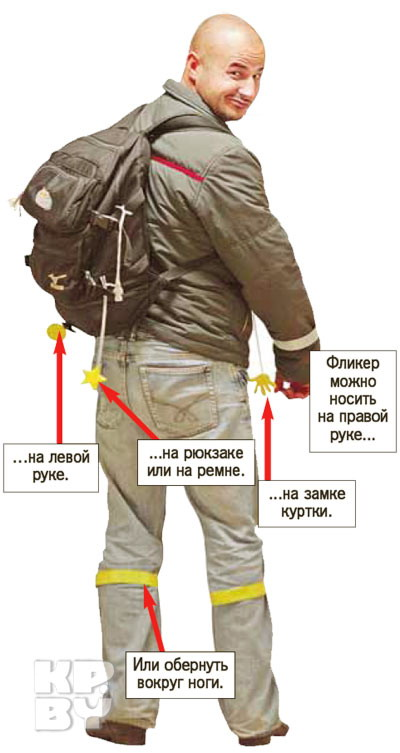 Фликер
можно
носить
на правой
руке...
...на левой
руке.
...на рюкзаке
или на ремне.
...на замке
куртки.
Или обернуть
вокруг ноги.
KP.
BY